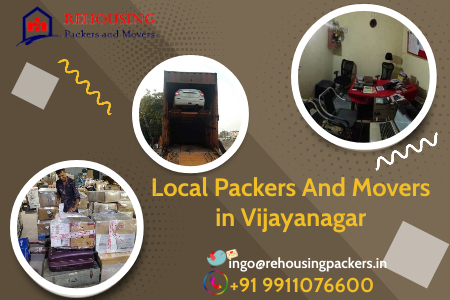 REHOUSING
Packers and Movers
Local Packers And Movers
in Vijayanagar
ingo@rehousingpackers.in
+91 9911076600